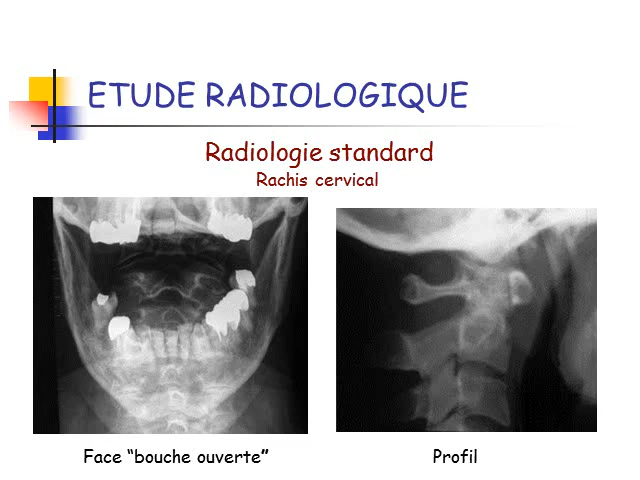 ETUDE RADIOLOGIQUE
Radiologie standard
Rachis cervical
Face “bouche ouverte”
Profil